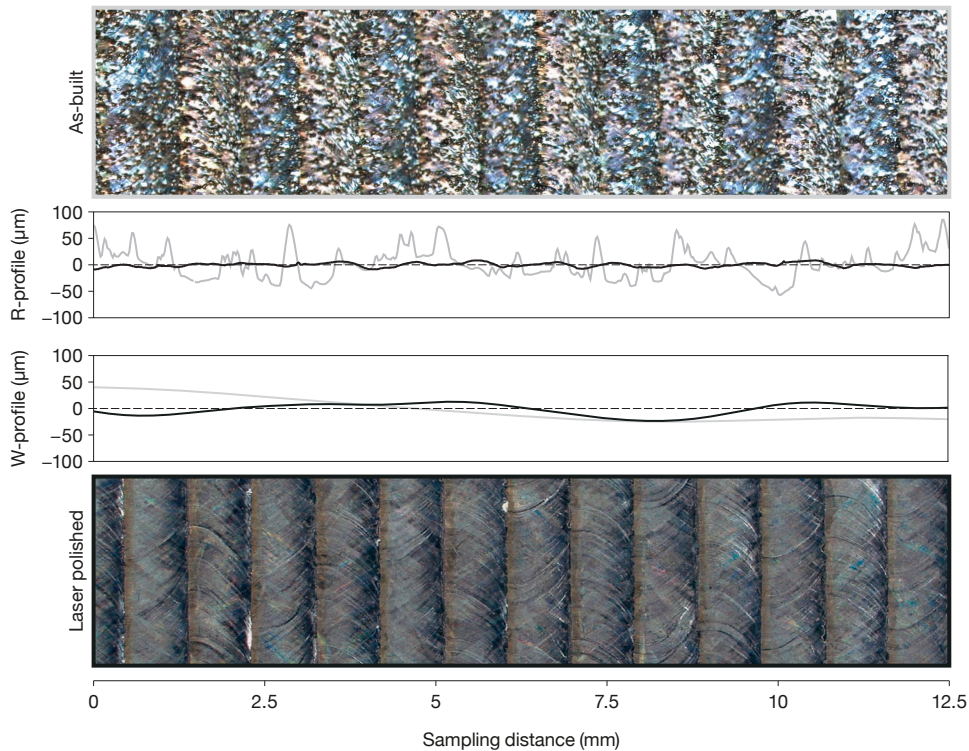 As-built
R-profile (μm)
100
50
0
−50
−100
W-profile (μm)
100
50
0
−50
−100
Laser polished
0 2.5 5 7.5 10 12.5
Sampling distance (mm)